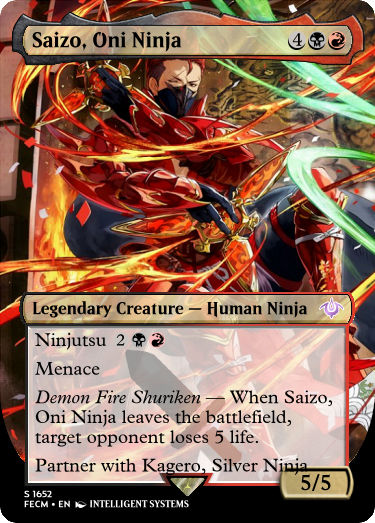 Saizo, Oni Ninja 4
Legendary Creature — Human Ninja
Ninjutsu 2
Menace
Demon Fire Shuriken — When Saizo,
Oni Ninja leaves the battlefield,
target opponent loses 5 life.
Partner with Kagero, Silver Ninja
5/5
S 1652
FECM • EN INTELLIGENT SYSTEMS